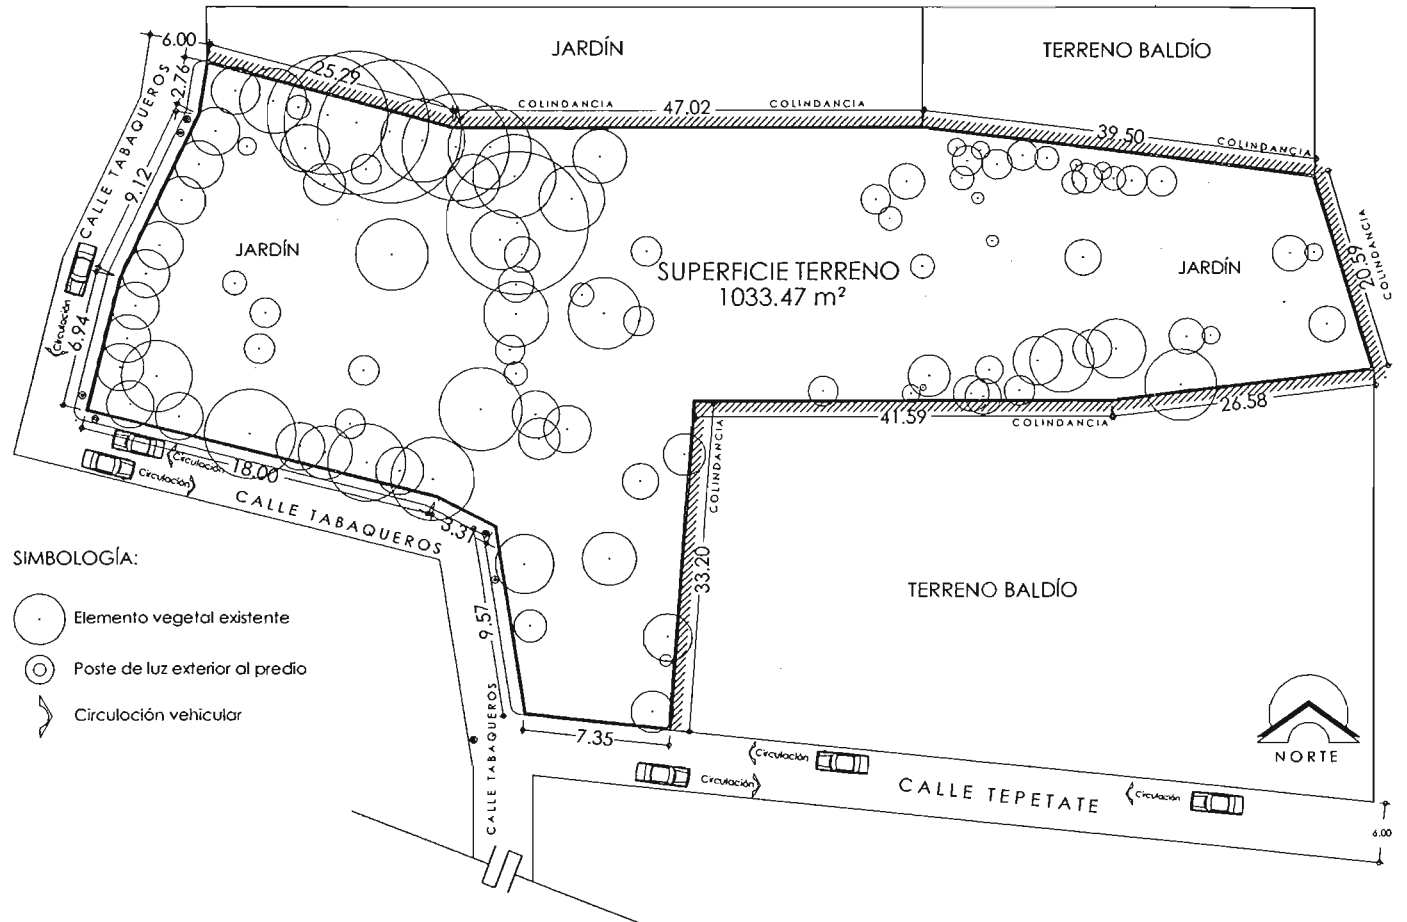 6.00
JARDÍN
TERRENO BALDÍO
2.76
25.29
COLINDANCIA
47.02
COLINDANCIA
39.50
COLINDANCIA
CALLE TABAQUEROS
9.12
JARDÍN
SUPERFICIE TERRENO
1033.47 m²
JARDÍN
20.59
COLINDANCIA
Circulación
6.94
41.59
COLINDANCIA
26.58
Circulación
18.00
Circulación
CALLE TABAQUEROS
3.37
COLINDANCIA
33.20
TERRENO BALDÍO
SIMBOLOGÍA:
Elemento vegetal existente
Poste de luz exterior al predio
Circulación vehicular
9.57
CALLE TABAQUEROS
7.35
Circulación
Circulación
CALLE TEPETATE
Circulación
NORTE
6.00